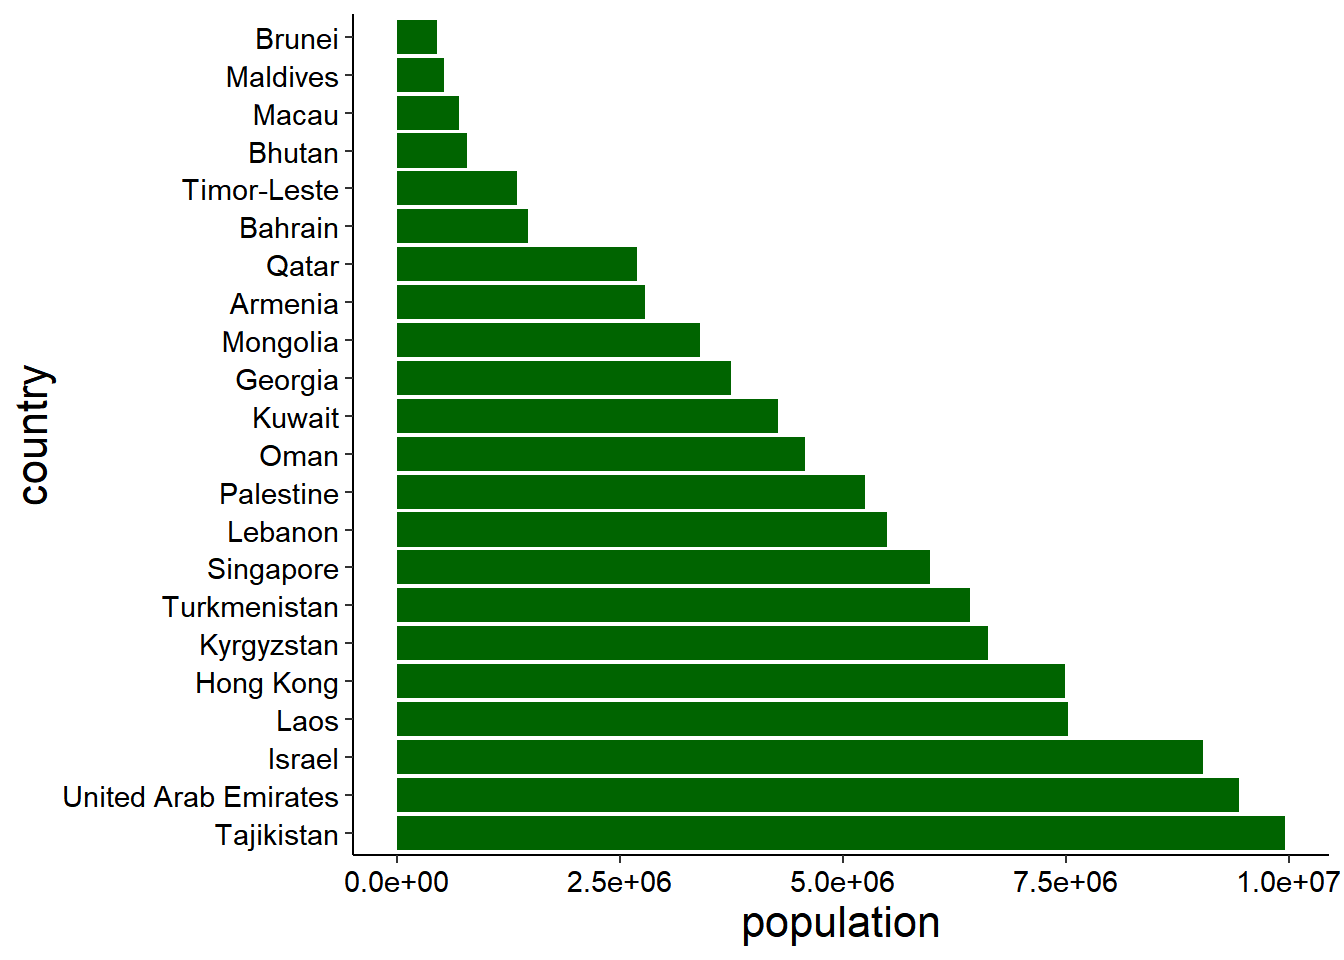 Brunei
Maldives
Macau
Bhutan
Timor-Leste
Bahrain
Qatar
Armenia
Mongolia
Georgia
Kuwait
Oman
Palestine
Lebanon
Singapore
Turkmenistan
Kyrgyzstan
Hong Kong
Laos
Israel
United Arab Emirates
Tajikistan
country
0.0e+00 2.5e+06 5.0e+06 7.5e+06 1.0e+07
population